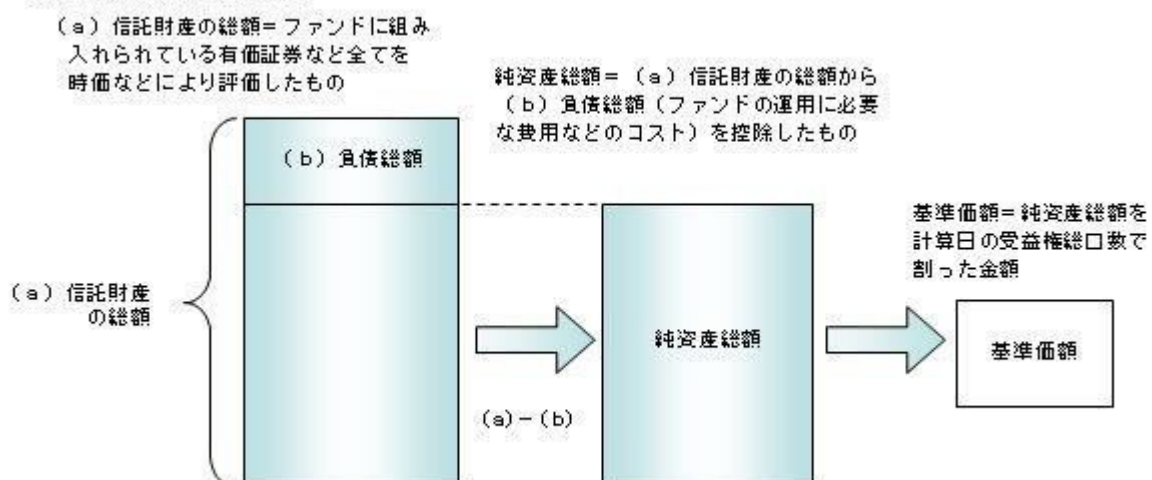 (a)信託財産の総額=ファンドに組み
入れられている有価証券など全てを
時価などにより評価したもの
純資産総額=(a)信託財産の総額から
(b)負債総額(ファンドの運用に必要
な費用などのコスト)を控除したもの
(b)負債総額
基準価額=純資産総額を
計算日の受益権総口数で
割った金額
(a)信託財産
の総額
純資産総額
基準価額
(a)-(b)